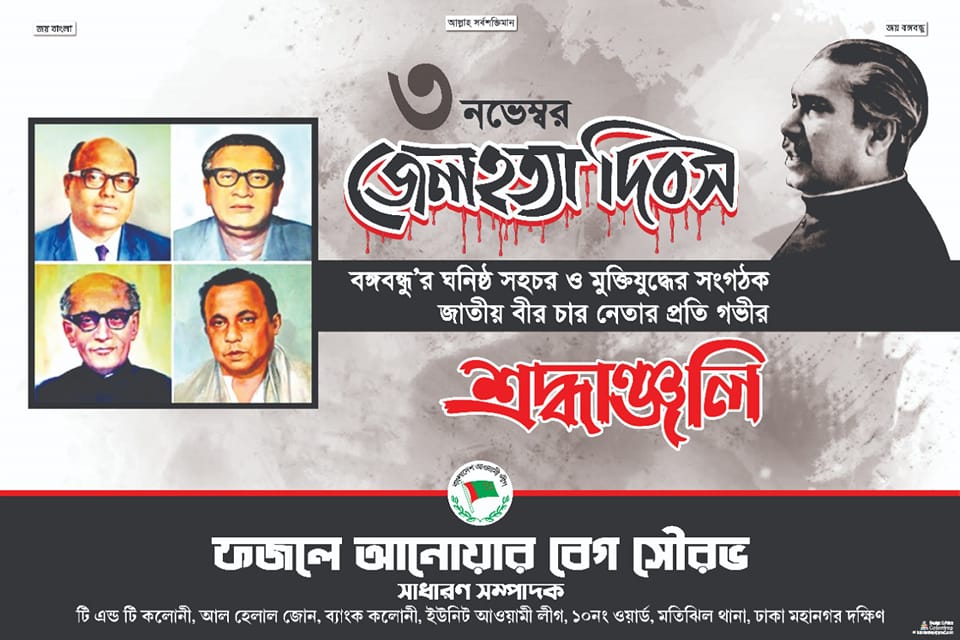 জয় বাংলা
আল্লাহ সর্বশক্তিমান
জয় বঙ্গবন্ধু
৩ নভেম্বর
জেলহত্যা দিবস
বঙ্গবন্ধু'র ঘনিষ্ঠ সহচর ও মুক্তিযুদ্ধের সংগঠক
জাতীয় বীর চার নেতার প্রতি গভীর
শ্রদ্ধাঞ্জলি
বাংলাদেশ আওয়ামী লীগ
ফজলে আনোয়ার বেগ সৌরভ
সাধারণ সম্পাদক
টি এন্ড টি কলোনী, আল হেলাল জোন, ব্যাংক কলোনী, ইউনিট আওয়ামী লীগ, ১০নং ওয়ার্ড, মতিঝিল থানা, ঢাকা মহানগর দক্ষিণ